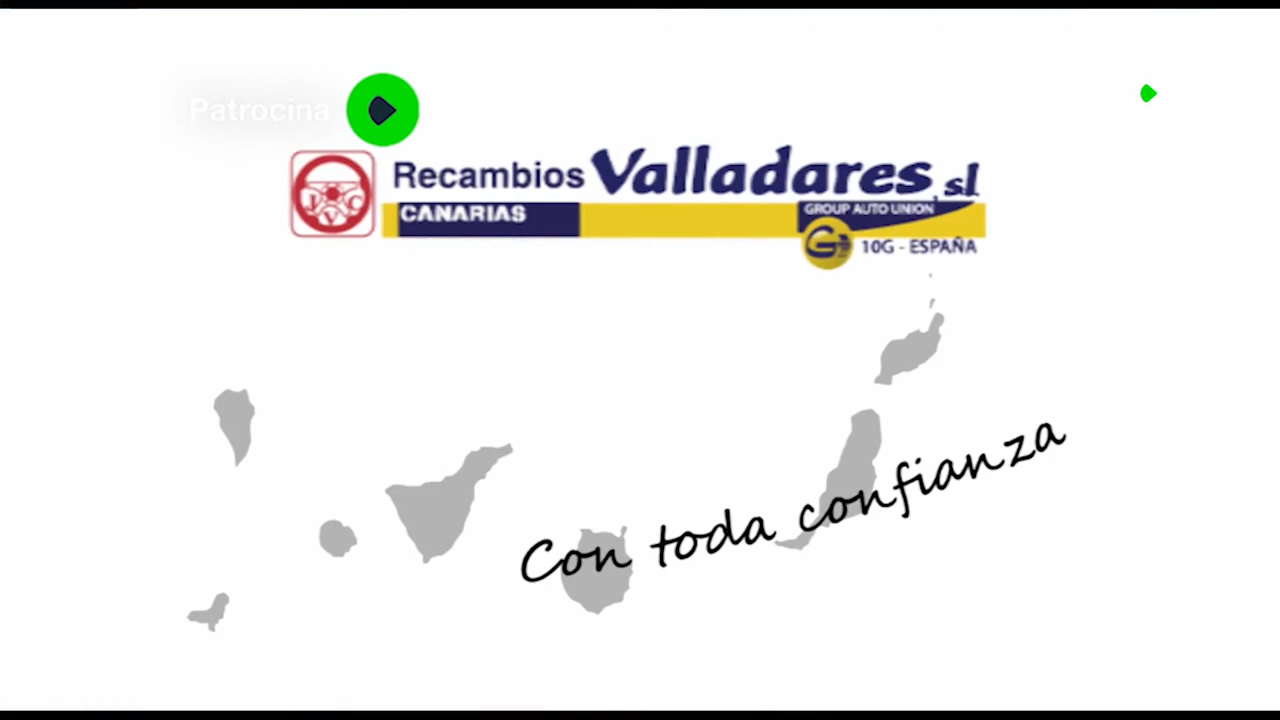 Patrocina
Recambios Valladares, sl
CANARIAS
GROUP AUTO UNION
G
10G - ESPAÑA
Con toda confianza